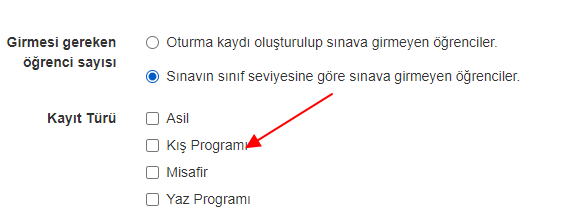 Girmesi gereken öğrenci sayısı
Oturma kaydı oluşturulup sınava girmeyen öğrenciler.
Sınavın sınıf seviyesine göre sınava girmeyen öğrenciler.
Kayıt Türü
Asil
Kış Programı
Misafir
Yaz Programı